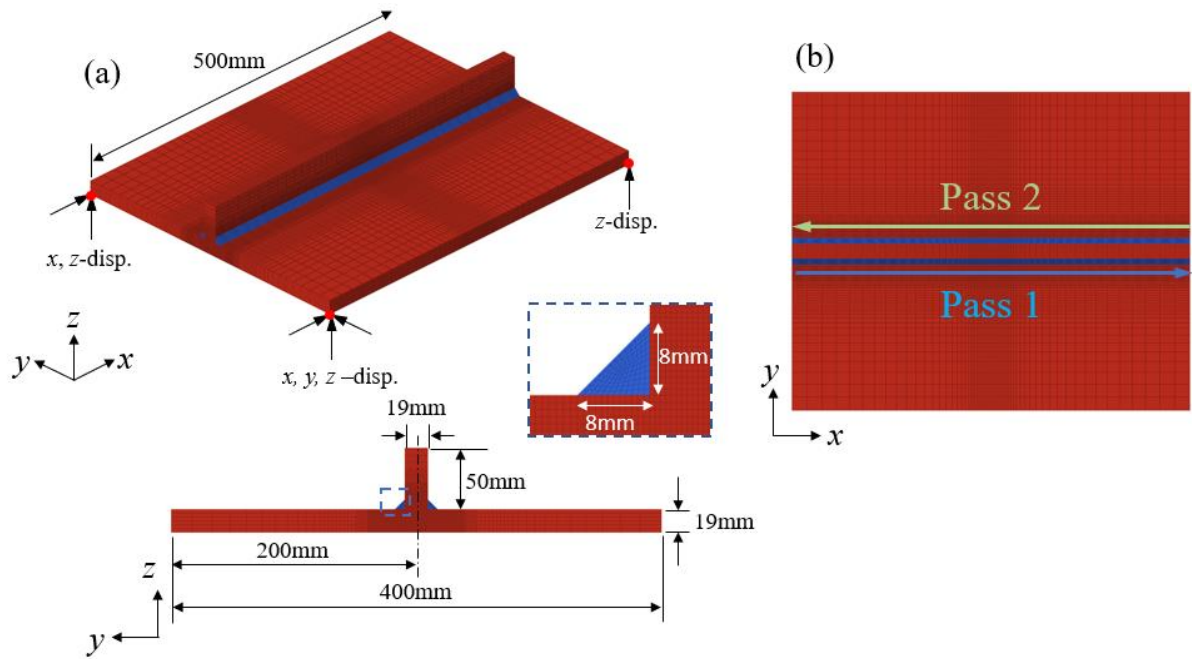 (a)
500mm
x, z-disp.
z-disp.
x, y, z –disp.
z
y
x
8mm
8mm
19mm
50mm
19mm
200mm
400mm
z
y
(b)
Pass 2
Pass 1
y
x